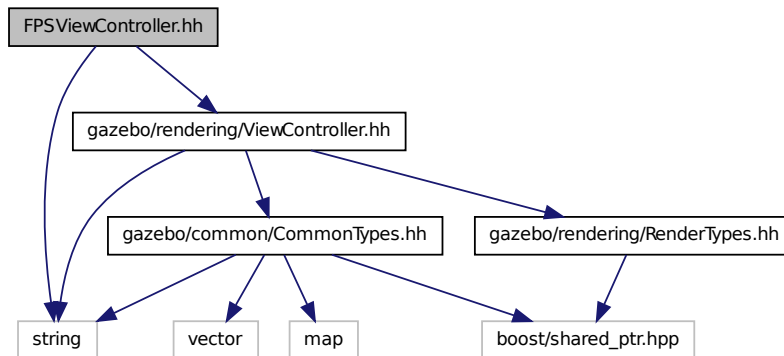 FPSViewController.hh
gazebo/rendering/ViewController.hh
gazebo/common/CommonTypes.hh
gazebo/rendering/RenderTypes.hh
string
vector
map
boost/shared_ptr.hpp